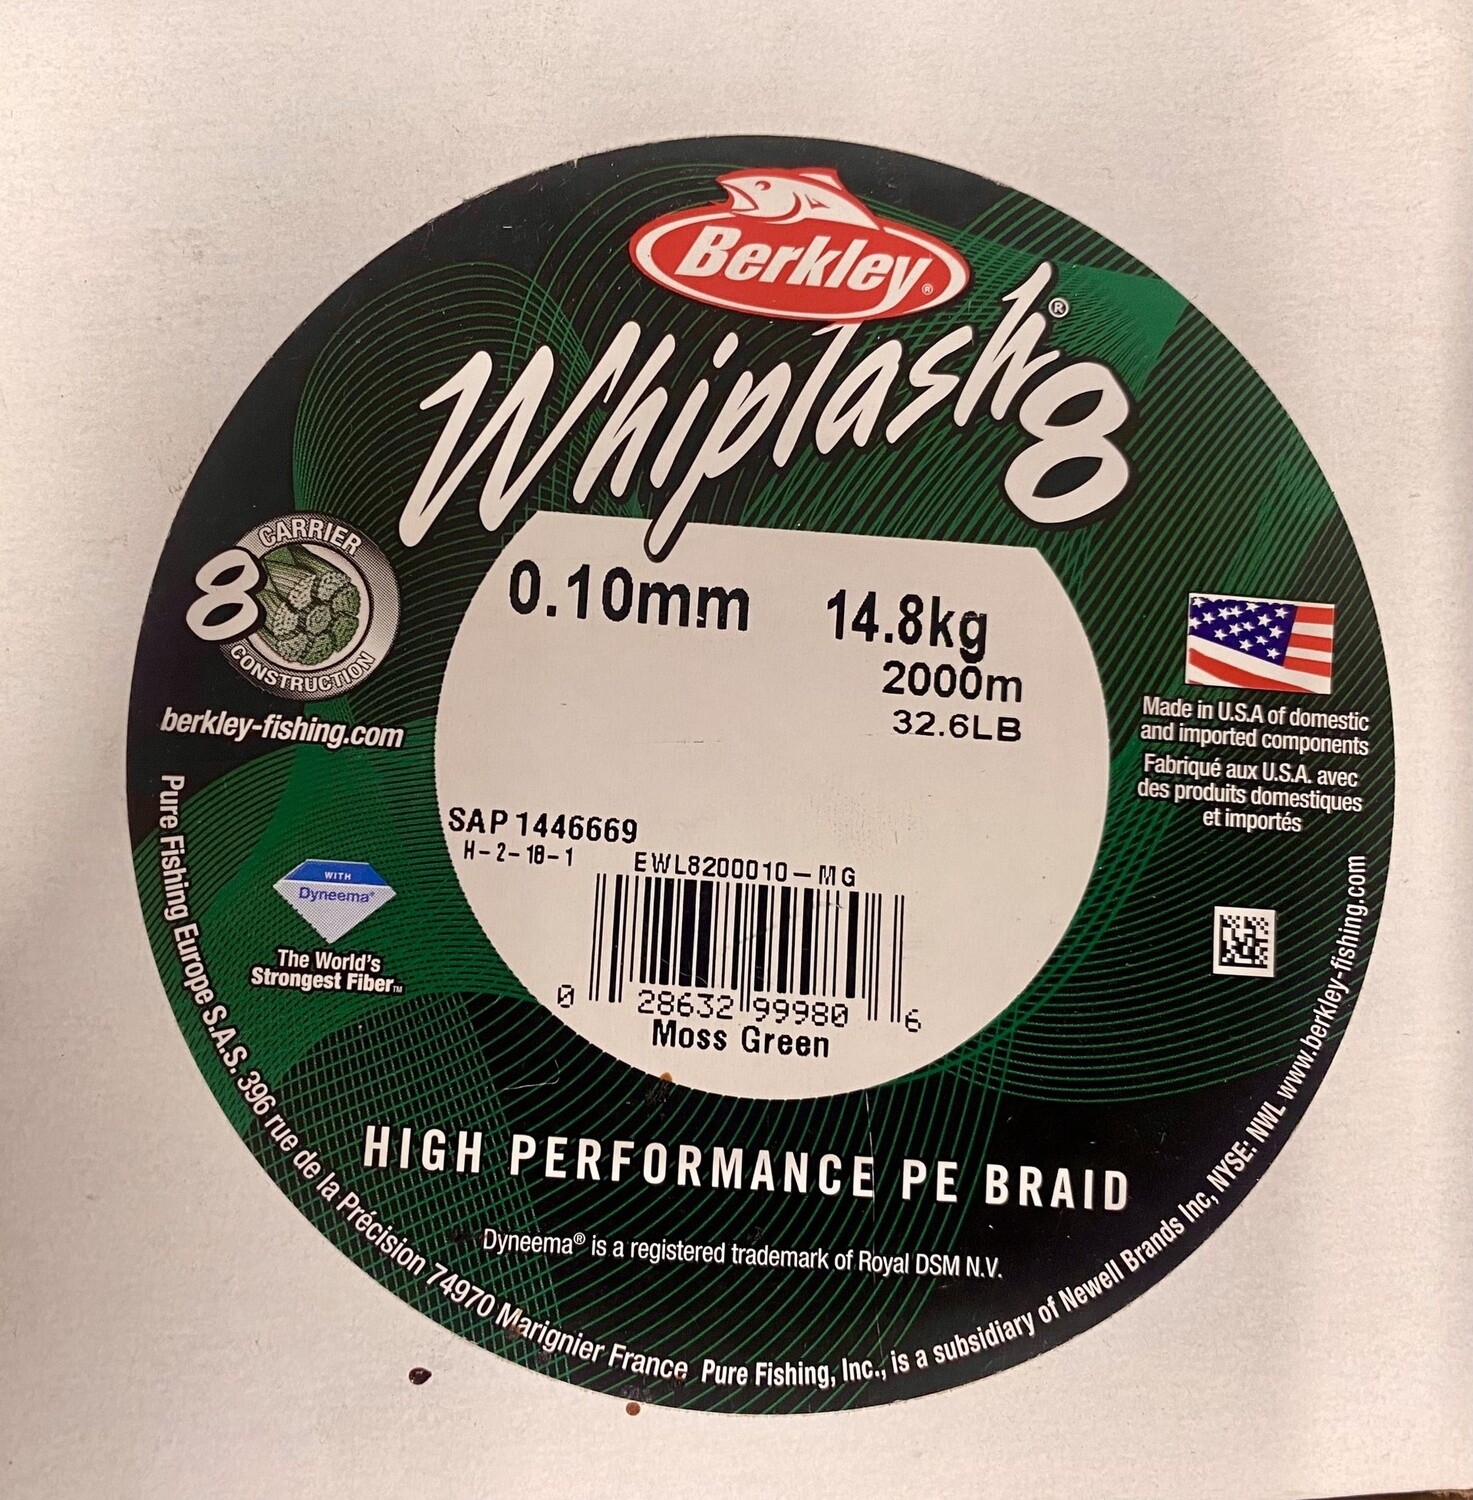 Berkley®
Whiplash® 8
0.10mm 14.8kg
2000m
32.6LB
CARRIER
8
CONSTRUCTION
berkley-fishing.com
Made in U.S.A of domestic
and imported components
Fabriqué aux U.S.A. avec
des produits domestiques
et importés
SAP 1446669
H-2-18-1 EWL8200010-MG
0 28632 99980 6
Moss Green
WITH
Dyneema®
The World's
Strongest Fiber™
HIGH PERFORMANCE PE BRAID
Dyneema® is a registered trademark of Royal DSM N.V.
Pure Fishing Europe S.A.S. 396 rue de la Précision 74970 Marignier France Pure Fishing, Inc., is a subsidiary of Newell Brands Inc, NYSE: NWL www.berkley-fishing.com